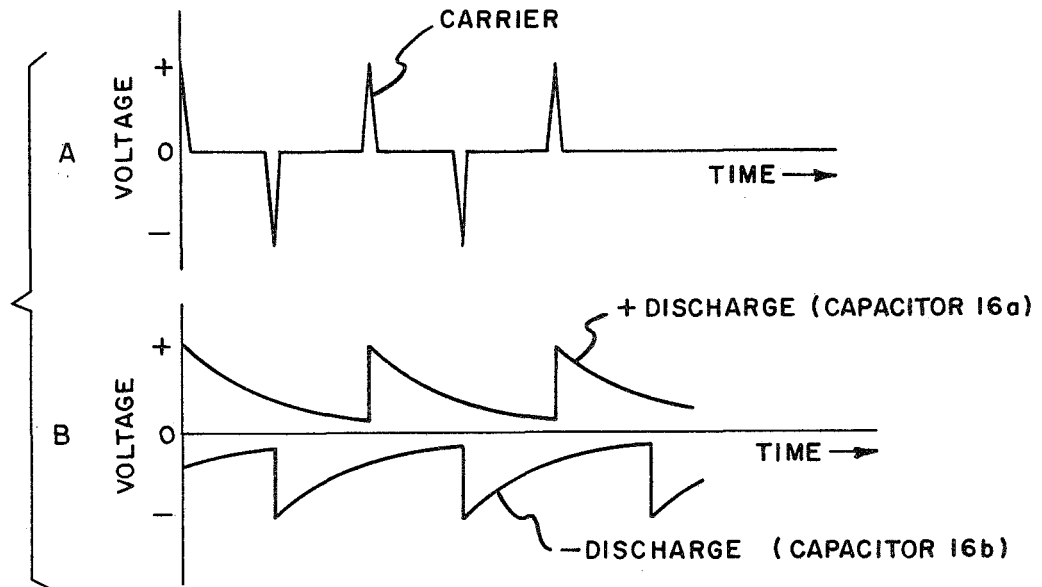 CARRIER
+
A
VOLTAGE
0
TIME
−
+ DISCHARGE (CAPACITOR 16a)
+
B
VOLTAGE
0
TIME
−
− DISCHARGE (CAPACITOR 16b)